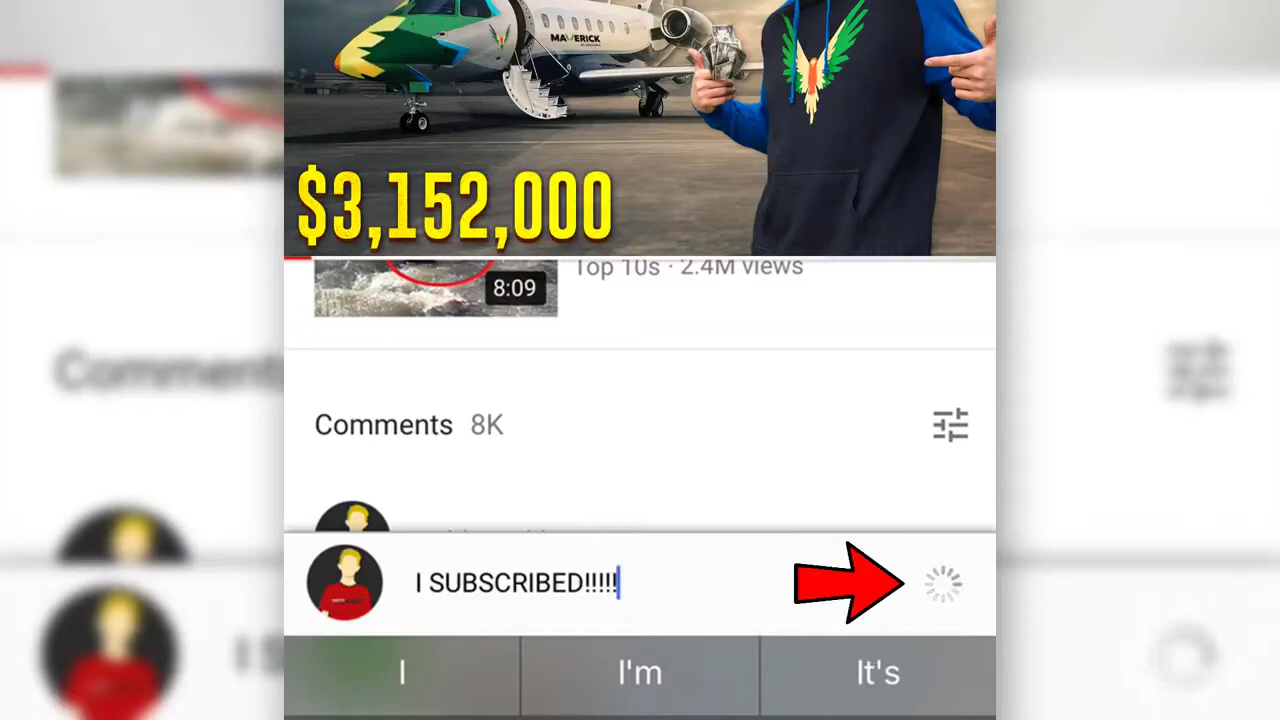 MAVERICK
$3,152,000
8:09
Top 10s · 2.4M views
Comments 8K
I SUBSCRIBED!!!!!
I
I'm
It's